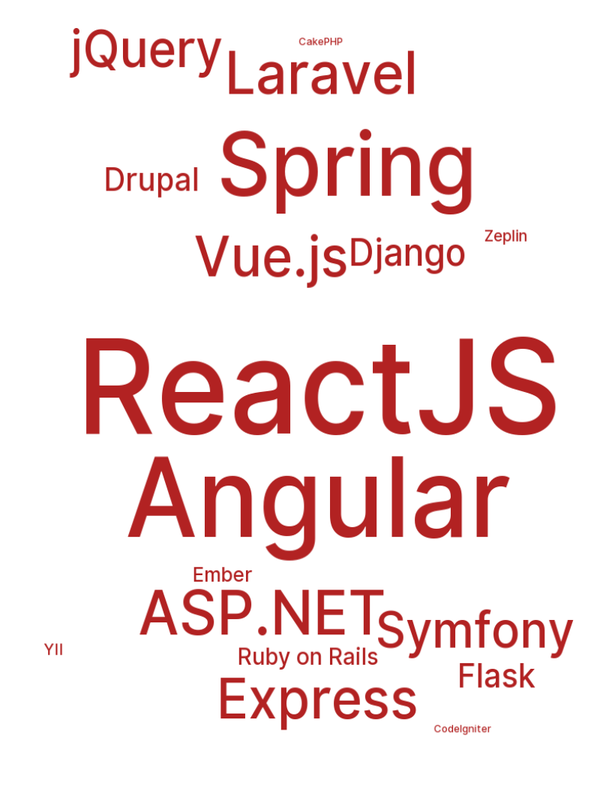 jQuery
CakePHP
Laravel
Spring
Drupal
Zeplin
Vue.js
Django
ReactJS
Angular
Ember
ASP.NET
Symfony
YII
Ruby on Rails
Flask
Express
CodeIgniter